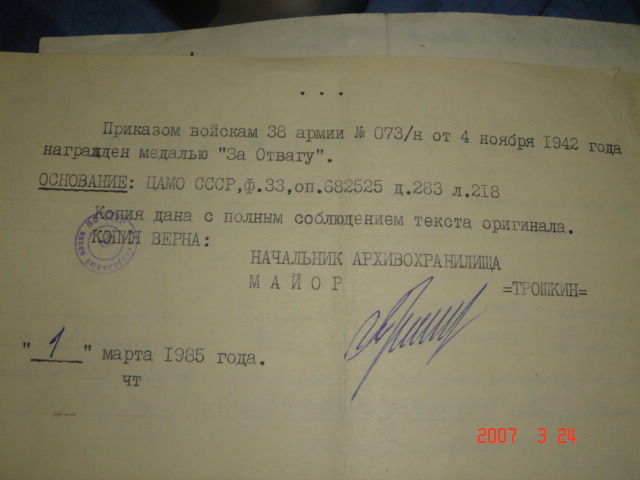 ...
Приказом войскам 38 армии № 073/н от 4 ноября 1942 года
награжден медалью "За Отвагу".
ОСНОВАНИЕ: ЦАМО СССР,ф.33,оп.682525 д.283 л.218
Копия дана с полным соблюдением текста оригинала.
КОПИЯ ВЕРНА:
НАЧАЛЬНИК АРХИВОХРАНИЛИЩА
МАЙОР =ТРОШКИН=
"1" марта 1985 года.
чт
2007 3 24